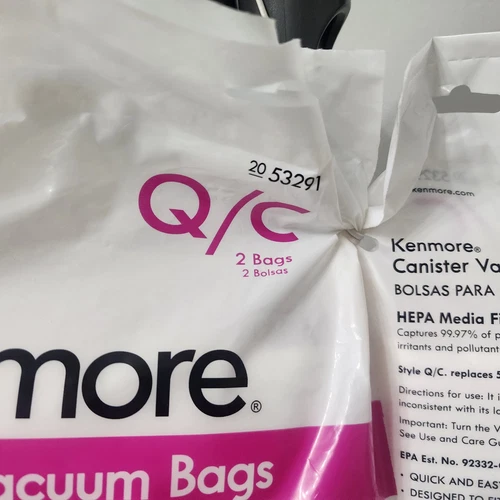 20 53291
Q/C
2 Bags
2 Bolsas
more®
acuum Bags
kenmore.com
Kenmore®
Canister Va
BOLSAS PARA
HEPA Media Fi
Captures 99.97% of p
irritants and pollutant
Style Q/C. replaces 5
Directions for use: It i
inconsistent with its la
Important: Turn the V
See Use and Care Gu
EPA Est. No. 92332-
• QUICK AND EAS
• DESIGNED TO FI